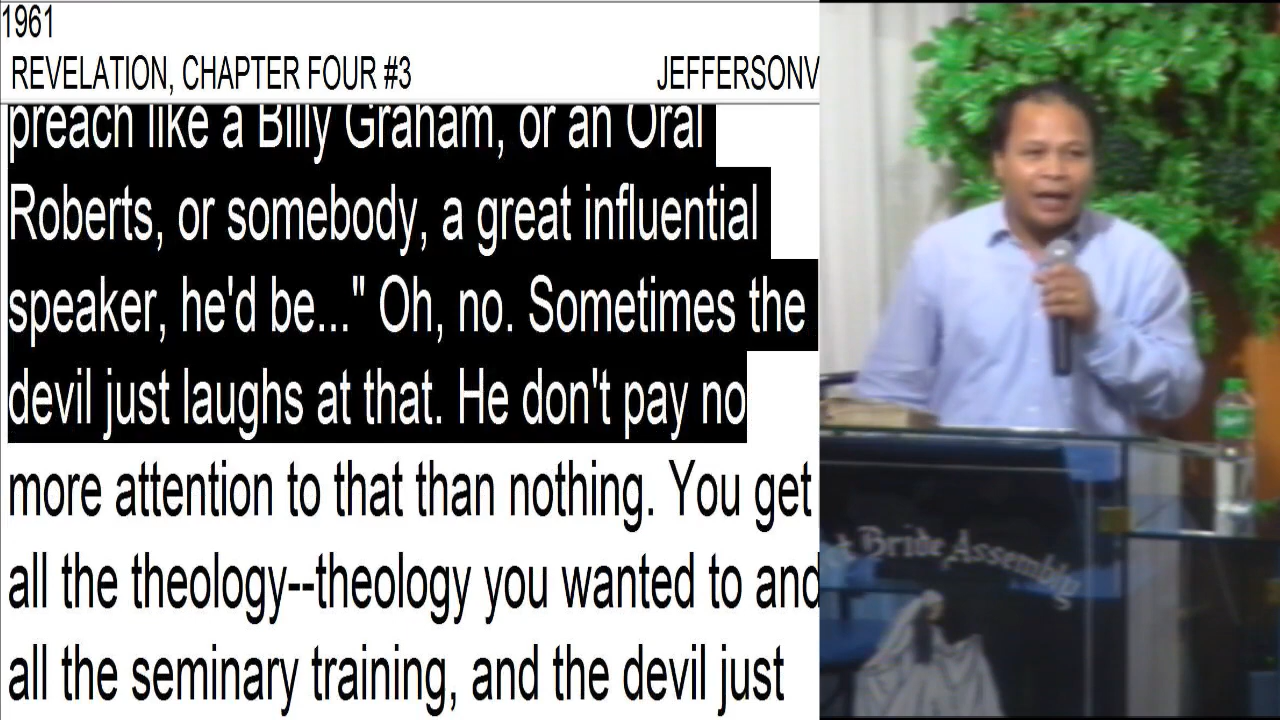 1961
REVELATION, CHAPTER FOUR #3 JEFFERSONV
preach like a Billy Graham, or an Oral
Roberts, or somebody, a great influential
speaker, he'd be..." Oh, no. Sometimes the
devil just laughs at that. He don't pay no
more attention to that than nothing. You get
all the theology--theology you wanted to and
all the seminary training, and the devil just
Bride Assembly